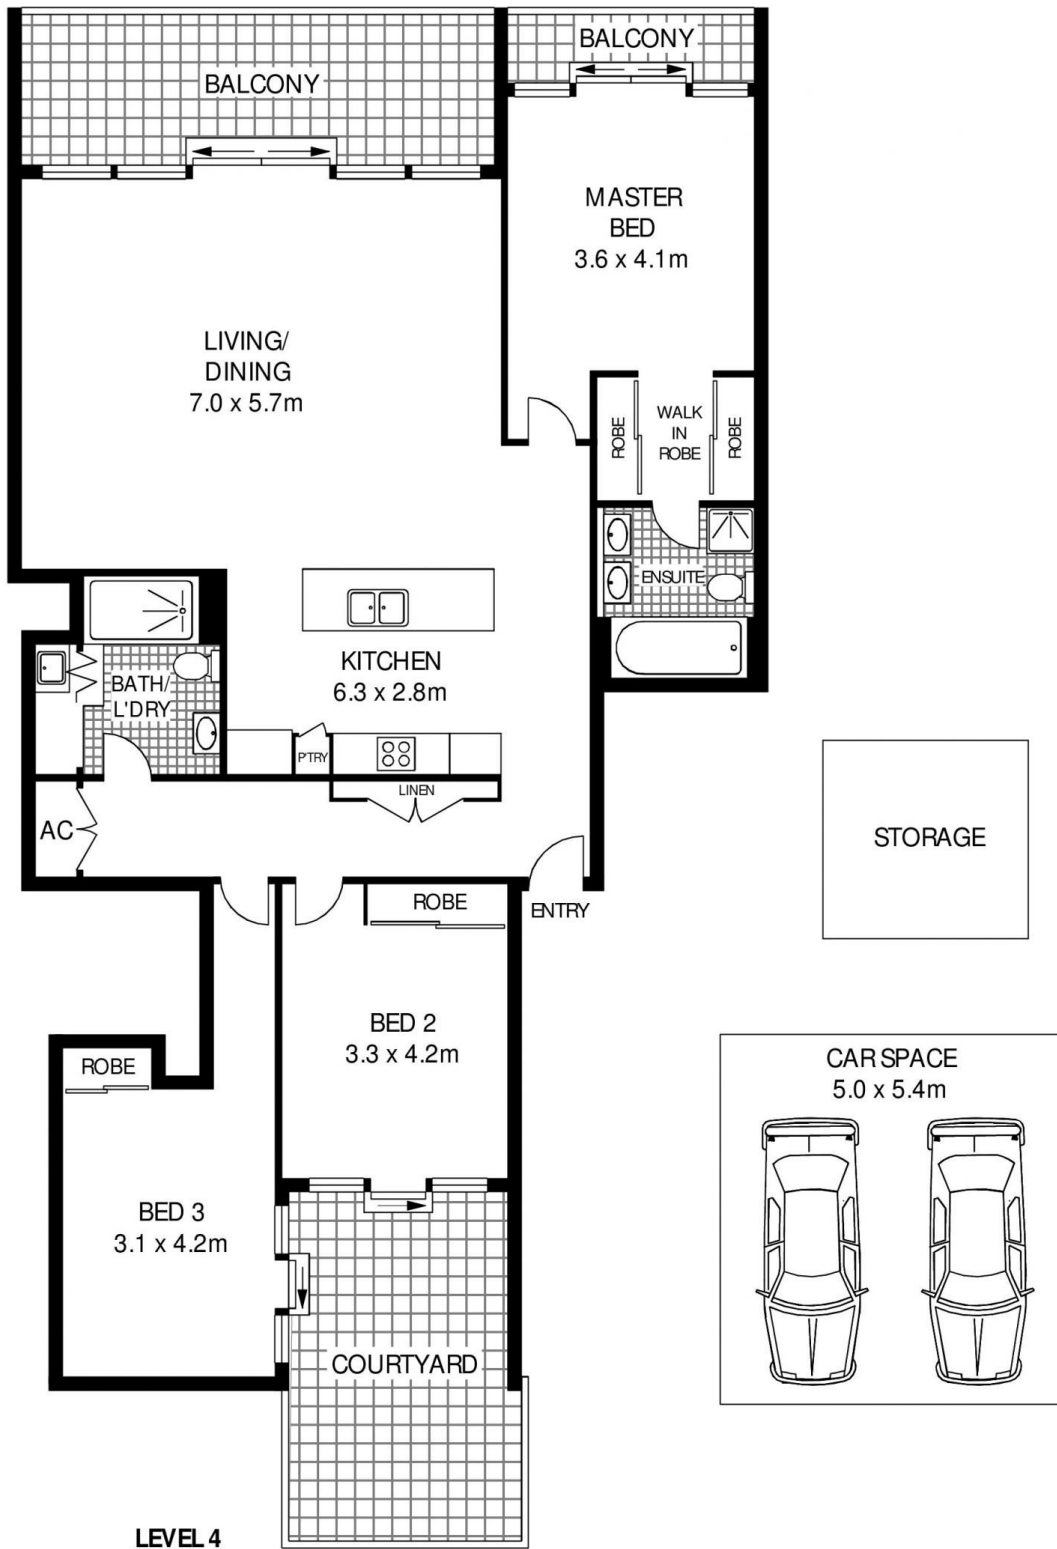 BALCONY
BALCONY
MASTER
BED
3.6 x 4.1m
LIVING/
DINING
7.0 x 5.7m
ROBE
WALK
IN
ROBE
ROBE
ENSUITE
KITCHEN
6.3 x 2.8m
BATH/
L'DRY
P'TRY
LINEN
AC
STORAGE
ROBE
ENTRY
BED 2
3.3 x 4.2m
ROBE
CAR SPACE
5.0 x 5.4m
BED 3
3.1 x 4.2m
COURTYARD
LEVEL 4